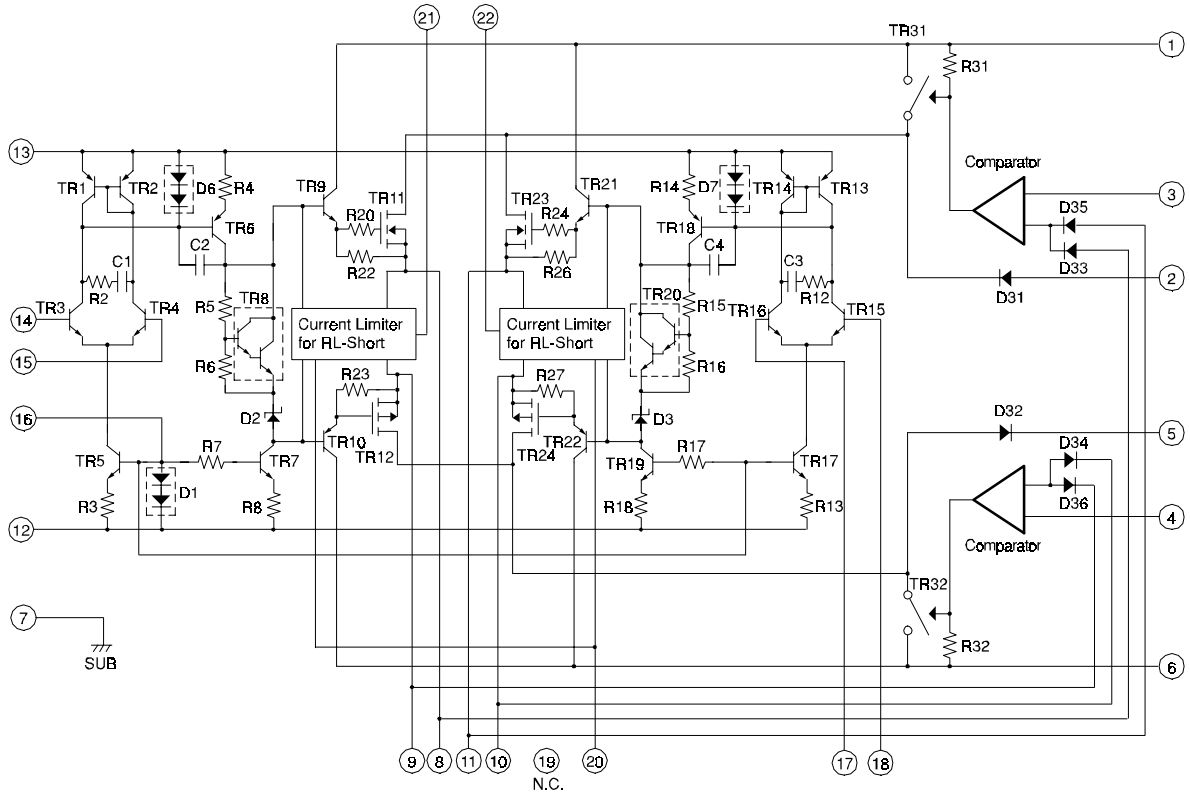 21
22
TR31
1
R31
13
TR1
TR2
D6
R4
TR9
TR11
TR21
TR23
R14
D7
TR14
TR13
Comparator
3
R20
R24
TR6
TR18
D35
C2
C4
D33
R22
R26
C1
R2
C3
R12
D31
2
TR3
TR4
R5
TR8
TR20
R15
TR16
TR15
14
Current Limiter
for RL-Short
Current Limiter
for RL-Short
18
15
R6
R16
R23
R27
16
D2
D3
D32
5
TR10
TR12
TR22
TR24
R7
R17
D34
TR5
TR7
TR19
TR17
D1
D36
R3
R8
R18
R13
4
12
Comparator
TR32
7
SUB
R32
6
9
8
11
10
19
N.C.
20
17
18